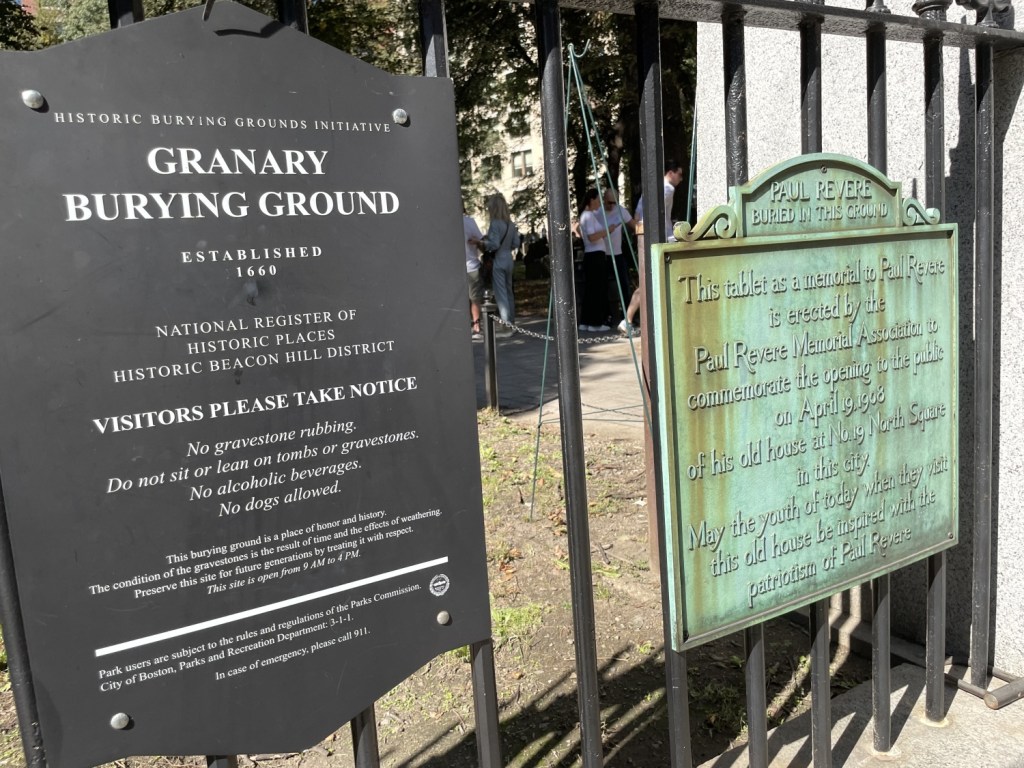 HISTORIC BURYING GROUNDS INITIATIVE
GRANARY
BURYING GROUND
ESTABLISHED
1660
NATIONAL REGISTER OF
HISTORIC PLACES
HISTORIC BEACON HILL DISTRICT
VISITORS PLEASE TAKE NOTICE
No gravestone rubbing.
Do not sit or lean on tombs or gravestones.
No alcoholic beverages.
No dogs allowed.
This burying ground is a place of honor and history.
The condition of the gravestones is the result of time and the effects of weathering.
Preserve this site for future generations by treating it with respect.
This site is open from 9 AM to 4 PM.
Park users are subject to the rules and regulations of the Parks Commission.
City of Boston, Parks and Recreation Department: 3-1-1.
In case of emergency, please call 911.
PAUL REVERE
BURIED IN THIS GROUND
This tablet as a memorial to Paul Revere
is erected by the
Paul Revere Memorial Association to
commemorate the opening to the public
on April 19, 1908
of his old house at No. 19 North Square
in this city.
May the youth of today when they visit
this old house be inspired with the
patriotism of Paul Revere